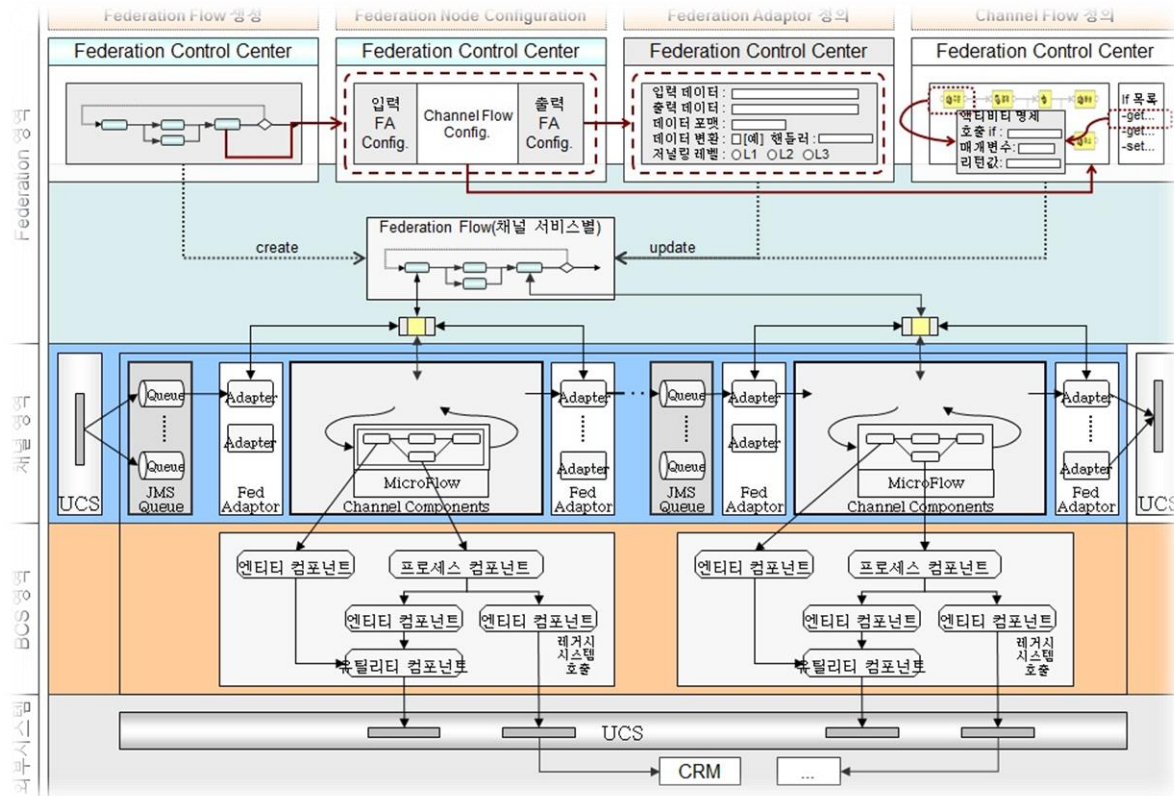 Federation Flow 생성
Federation Node Configuration
Federation Adaptor 정의
Channel Flow 정의
Federation Control Center
Federation Control Center
Federation Control Center
Federation Control Center
Federation 영역
입력
FA
Config.
Channel Flow
Config.
출력
FA
Config.
입력 데이터 :
출력 데이터 :
데이터 포맷 :
데이터 변환 : [예] 핸들러 :
저널링 레벨 : L1 L2 L3
액티비티 명세
호출 if :
매개변수 :
리턴값 :
If 목록
-get...
-get...
-set...
Federation Flow(채널 서비스별)
create
update
채널 영역
UCS
Queue
Queue
JMS
Queue
Adapter
Adapter
Fed
Adaptor
MicroFlow
Channel Components
Adapter
Adapter
Fed
Adaptor
Queue
Queue
JMS
Queue
Adapter
Adapter
Fed
Adaptor
MicroFlow
Channel Components
Adapter
Adapter
Fed
Adaptor
UCS
BCS 영역
엔티티 컴포넌트
프로세스 컴포넌트
엔티티 컴포넌트
엔티티 컴포넌트
유틸리티 컴포넌트
레거시
시스템
호출
엔티티 컴포넌트
프로세스 컴포넌트
엔티티 컴포넌트
엔티티 컴포넌트
유틸리티 컴포넌트
레거시
시스템
호출
외부시스템
UCS
CRM
...